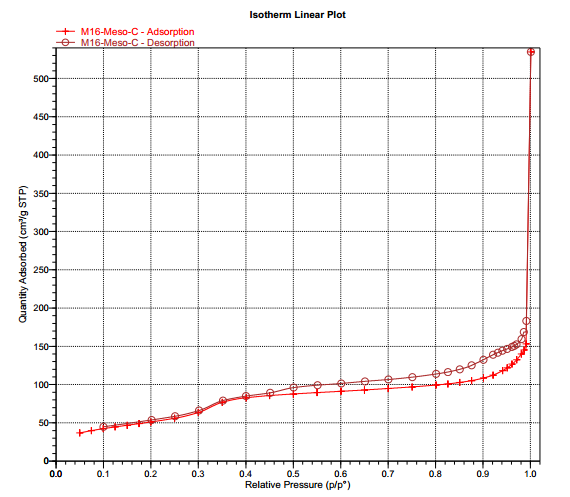 Isotherm Linear Plot
M16-Meso-C - Adsorption
M16-Meso-C - Desorption
Quantity Adsorbed (cm³/g STP)
500
450
400
350
300
250
200
150
100
50
0
0.0 0.1 0.2 0.3 0.4 0.5 0.6 0.7 0.8 0.9 1.0
Relative Pressure (p/p°)